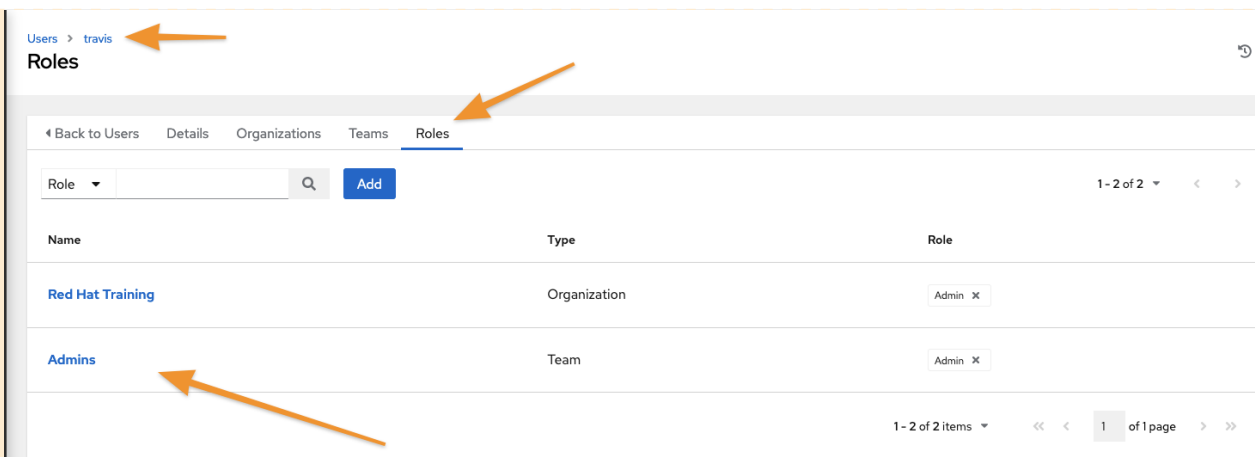 Users > travis
Roles
Back to Users Details Organizations Teams Roles
Role Add 1 - 2 of 2
Name Type Role
Red Hat Training Organization Admin
Admins Team Admin
1 - 2 of 2 items 1 of 1 page